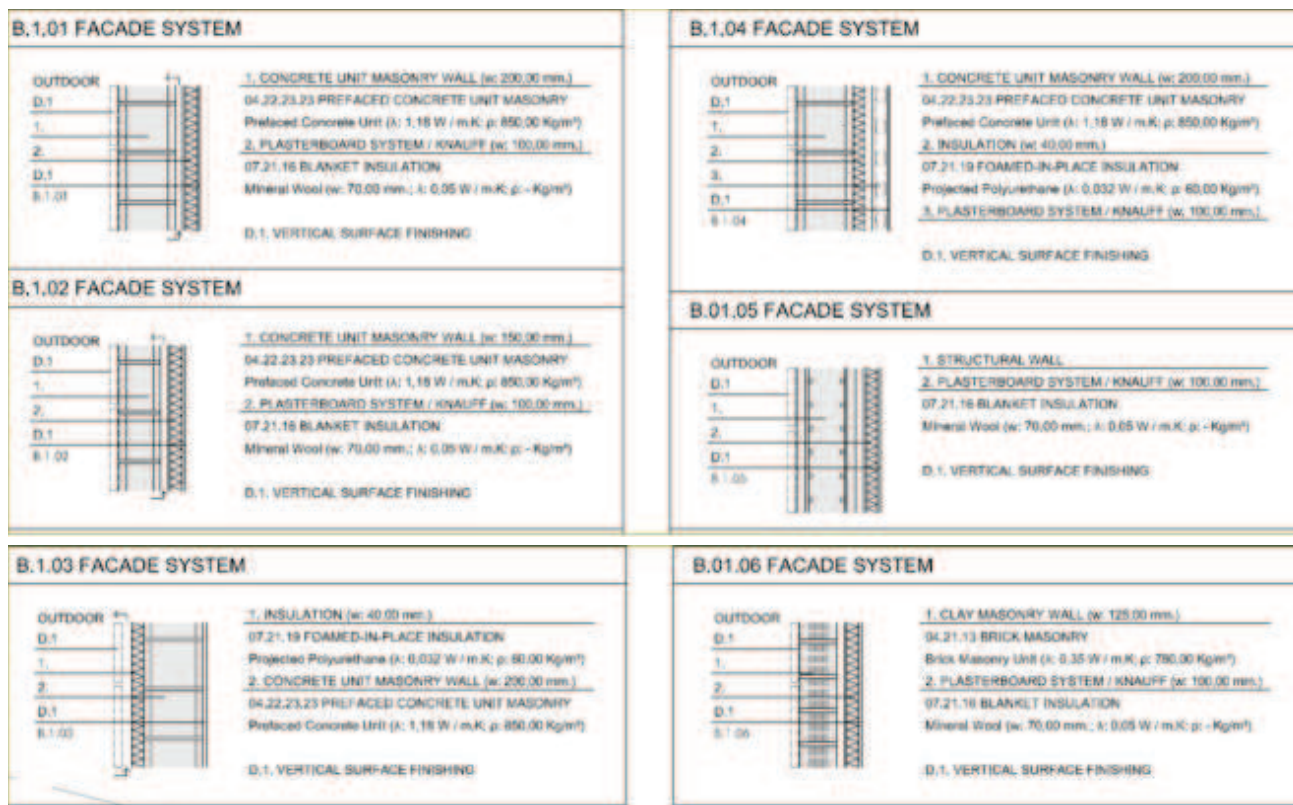 B.1.01 FACADE SYSTEM
OUTDOOR
D.1
1.
2.
D.1
B.1.01
1. CONCRETE UNIT MASONRY WALL (w: 200,00 mm.)
04.22.23.23 PREFACED CONCRETE UNIT MASONRY
Prefaced Concrete Unit (λ: 1,18 W / m.K; ρ: 850,00 Kg/m³)
2. PLASTERBOARD SYSTEM / KNAUFF (w: 100,00 mm.)
07.21.16 BLANKET INSULATION
Mineral Wool (w: 70,00 mm.; λ: 0,05 W / m.K; ρ: - Kg/m³)
D.1. VERTICAL SURFACE FINISHING
B.1.02 FACADE SYSTEM
OUTDOOR
D.1
1.
2.
D.1
B.1.02
1. CONCRETE UNIT MASONRY WALL (w: 150,00 mm.)
04.22.23.23 PREFACED CONCRETE UNIT MASONRY
Prefaced Concrete Unit (λ: 1,18 W / m.K; ρ: 850,00 Kg/m³)
2. PLASTERBOARD SYSTEM / KNAUFF (w: 100,00 mm.)
07.21.16 BLANKET INSULATION
Mineral Wool (w: 70,00 mm.; λ: 0,05 W / m.K; ρ: - Kg/m³)
D.1. VERTICAL SURFACE FINISHING
B.1.03 FACADE SYSTEM
OUTDOOR
D.1
1.
2.
D.1
B.1.03
1. INSULATION (w: 40,00 mm.)
07.21.19 FOAMED-IN-PLACE INSULATION
Projected Polyurethane (λ: 0,032 W / m.K; ρ: 60,00 Kg/m³)
2. CONCRETE UNIT MASONRY WALL (w: 200,00 mm.)
04.22.23.23 PREFACED CONCRETE UNIT MASONRY
Prefaced Concrete Unit (λ: 1,18 W / m.K; ρ: 850,00 Kg/m³)
D.1. VERTICAL SURFACE FINISHING
B.1.04 FACADE SYSTEM
OUTDOOR
D.1
1.
2.
3.
D.1
B.1.04
1. CONCRETE UNIT MASONRY WALL (w: 200,00 mm.)
04.22.23.23 PREFACED CONCRETE UNIT MASONRY
Prefaced Concrete Unit (λ: 1,18 W / m.K; ρ: 850,00 Kg/m³)
2. INSULATION (w: 40,00 mm.)
07.21.19 FOAMED-IN-PLACE INSULATION
Projected Polyurethane (λ: 0,032 W / m.K; ρ: 60,00 Kg/m³)
3. PLASTERBOARD SYSTEM / KNAUFF (w: 100,00 mm.)
D.1. VERTICAL SURFACE FINISHING
B.01.05 FACADE SYSTEM
OUTDOOR
D.1
1.
2.
D.1
B.1.05
1. STRUCTURAL WALL
2. PLASTERBOARD SYSTEM / KNAUFF (w: 100,00 mm.)
07.21.16 BLANKET INSULATION
Mineral Wool (w: 70,00 mm.; λ: 0,05 W / m.K; ρ: - Kg/m³)
D.1. VERTICAL SURFACE FINISHING
B.01.06 FACADE SYSTEM
OUTDOOR
D.1
1.
2.
D.1
B.1.06
1. CLAY MASONRY WALL (w: 125,00 mm.)
04.21.13 BRICK MASONRY
Brick Masonry Unit (λ: 0,35 W / m.K; ρ: 780,00 Kg/m³)
2. PLASTERBOARD SYSTEM / KNAUFF (w: 100,00 mm.)
07.21.16 BLANKET INSULATION
Mineral Wool (w: 70,00 mm.; λ: 0,05 W / m.K; ρ: - Kg/m³)
D.1. VERTICAL SURFACE FINISHING